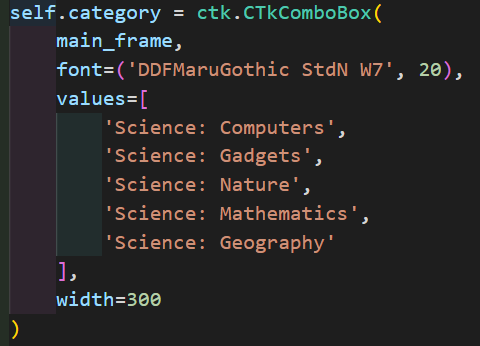 self.category = ctk.CTkComboBox(
    main_frame,
    font=('DDFMaruGothic StdN W7', 20),
    values=[
        'Science: Computers',
        'Science: Gadgets',
        'Science: Nature',
        'Science: Mathematics',
        'Science: Geography'
    ],
    width=300
)